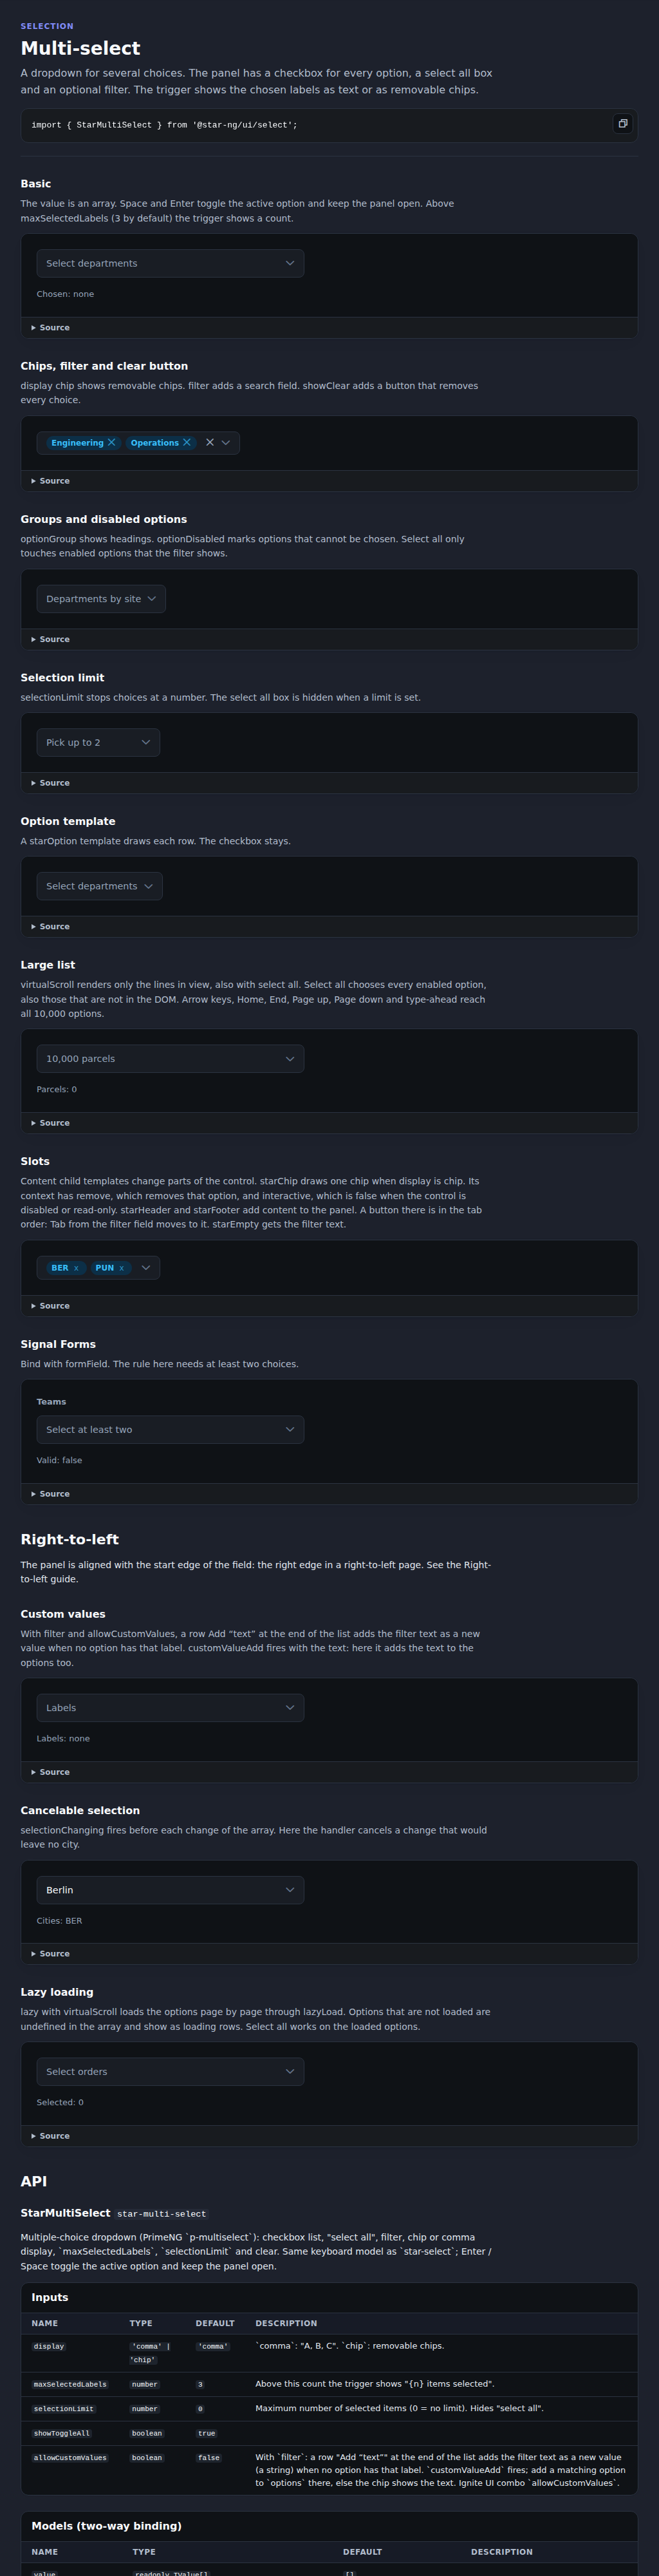 SELECTION
Multi-select
A dropdown for several choices. The panel has a checkbox for every option, a select all box
and an optional filter. The trigger shows the chosen labels as text or as removable chips.
import { StarMultiSelect } from '@star-ng/ui/select';
Basic
The value is an array. Space and Enter toggle the active option and keep the panel open. Above
maxSelectedLabels (3 by default) the trigger shows a count.
Select departments
Chosen: none
Source
Chips, filter and clear button
display chip shows removable chips. filter adds a search field. showClear adds a button that removes
every choice.
Engineering Operations
Source
Groups and disabled options
optionGroup shows headings. optionDisabled marks options that cannot be chosen. Select all only
touches enabled options that the filter shows.
Departments by site
Source
Selection limit
selectionLimit stops choices at a number. The select all box is hidden when a limit is set.
Pick up to 2
Source
Option template
A starOption template draws each row. The checkbox stays.
Select departments
Source
Large list
virtualScroll renders only the lines in view, also with select all. Select all chooses every enabled option,
also those that are not in the DOM. Arrow keys, Home, End, Page up, Page down and type-ahead reach
all 10,000 options.
10,000 parcels
Parcels: 0
Source
Slots
Content child templates change parts of the control. starChip draws one chip when display is chip. Its
context has remove, which removes that option, and interactive, which is false when the control is
disabled or read-only. starHeader and starFooter add content to the panel. A button there is in the tab
order: Tab from the filter field moves to it. starEmpty gets the filter text.
BER x PUN x
Source
Signal Forms
Bind with formField. The rule here needs at least two choices.
Teams
Select at least two
Valid: false
Source
Right-to-left
The panel is aligned with the start edge of the field: the right edge in a right-to-left page. See the Right-
to-left guide.
Custom values
With filter and allowCustomValues, a row Add “text” at the end of the list adds the filter text as a new
value when no option has that label. customValueAdd fires with the text: here it adds the text to the
options too.
Labels
Labels: none
Source
Cancelable selection
selectionChanging fires before each change of the array. Here the handler cancels a change that would
leave no city.
Berlin
Cities: BER
Source
Lazy loading
lazy with virtualScroll loads the options page by page through lazyLoad. Options that are not loaded are
undefined in the array and show as loading rows. Select all works on the loaded options.
Select orders
Selected: 0
Source
API
StarMultiSelect star-multi-select
Multiple-choice dropdown (PrimeNG `p-multiselect`): checkbox list, "select all", filter, chip or comma
display, `maxSelectedLabels`, `selectionLimit` and clear. Same keyboard model as `star-select`; Enter /
Space toggle the active option and keep the panel open.
Inputs
NAME TYPE DEFAULT DESCRIPTION
display 'comma' | 'comma' `comma`: "A, B, C". `chip`: removable chips.
'chip'
maxSelectedLabels number 3 Above this count the trigger shows "{n} items selected".
selectionLimit number 0 Maximum number of selected items (0 = no limit). Hides "select all".
showToggleAll boolean true
allowCustomValues boolean false With `filter`: a row "Add “text”" at the end of the list adds the filter text as a new value
(a string) when no option has that label. `customValueAdd` fires; add a matching option
to `options` there, else the chip shows the text. Ignite UI combo `allowCustomValues`.
Models (two-way binding)
NAME TYPE DEFAULT DESCRIPTION
value readonly TValue[] []